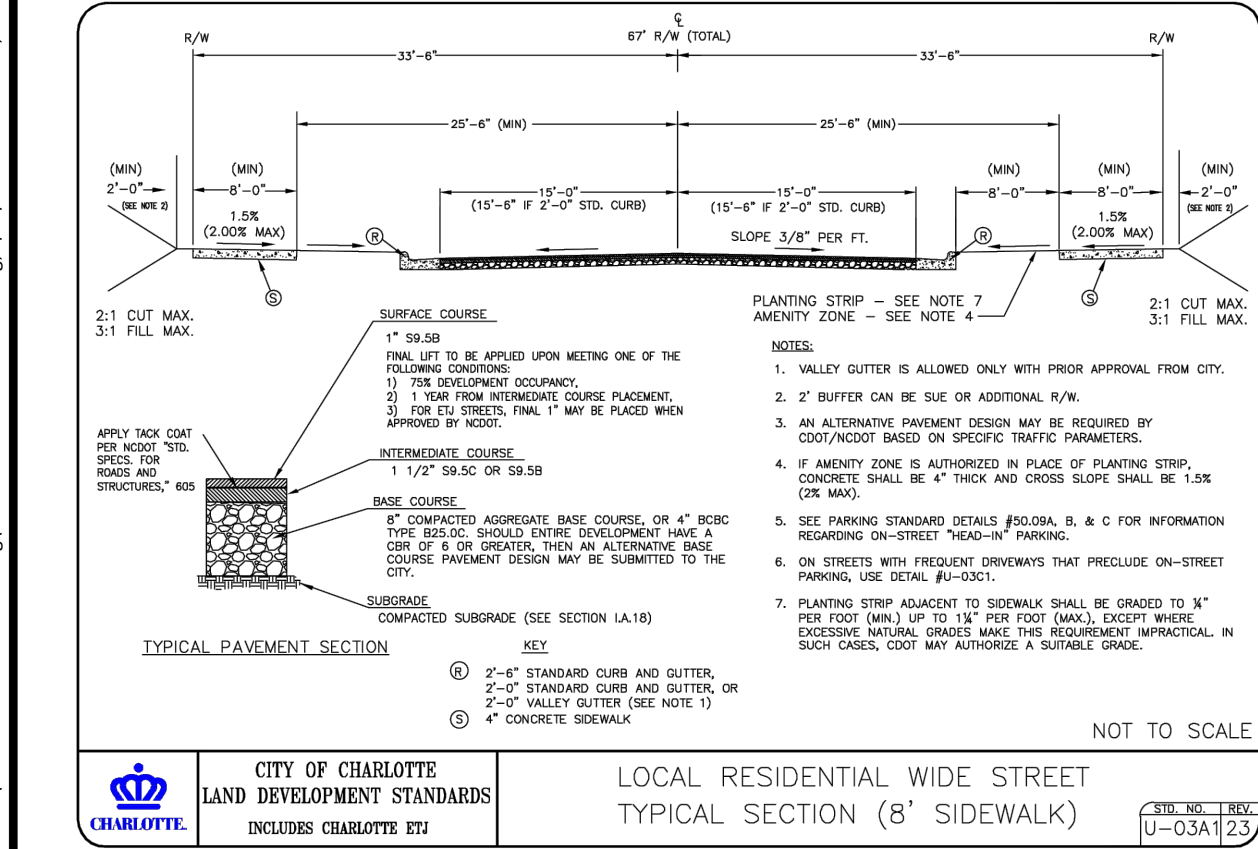 ℄
67' R/W (TOTAL)
R/W
R/W
33'-6"
33'-6"
25'-6" (MIN)
25'-6" (MIN)
(MIN)
2'-0"
(SEE NOTE 2)
(MIN)
8'-0"
1.5%
(2.00% MAX)
15'-0"
(15'-6" IF 2'-0" STD. CURB)
15'-0"
(15'-6" IF 2'-0" STD. CURB)
(MIN)
8'-0"
(MIN)
8'-0"
1.5%
(2.00% MAX)
(MIN)
2'-0"
(SEE NOTE 2)
R
SLOPE 3/8" PER FT.
R
S
S
2:1 CUT MAX.
3:1 FILL MAX.
PLANTING STRIP – SEE NOTE 7
AMENITY ZONE – SEE NOTE 4
2:1 CUT MAX.
3:1 FILL MAX.
SURFACE COURSE
1" S9.5B
FINAL LIFT TO BE APPLIED UPON MEETING ONE OF THE
FOLLOWING CONDITIONS:
1) 75% DEVELOPMENT OCCUPANCY,
2) 1 YEAR FROM INTERMEDIATE COURSE PLACEMENT,
3) FOR ETJ STREETS, FINAL 1" MAY BE PLACED WHEN
APPROVED BY NCDOT.
APPLY TACK COAT
PER NCDOT "STD.
SPECS. FOR
ROADS AND
STRUCTURES," 605
INTERMEDIATE COURSE
1 1/2" S9.5C OR S9.5B
BASE COURSE
8" COMPACTED AGGREGATE BASE COURSE, OR 4" BCBC
TYPE B25.0C. SHOULD ENTIRE DEVELOPMENT HAVE A
CBR OF 6 OR GREATER, THEN AN ALTERNATIVE BASE
COURSE PAVEMENT DESIGN MAY BE SUBMITTED TO THE
CITY.
SUBGRADE
COMPACTED SUBGRADE (SEE SECTION I.A.18)
TYPICAL PAVEMENT SECTION
KEY
R 2'-6" STANDARD CURB AND GUTTER,
2'-0" STANDARD CURB AND GUTTER, OR
2'-0" VALLEY GUTTER (SEE NOTE 1)
S 4" CONCRETE SIDEWALK
NOTES:
1. VALLEY GUTTER IS ALLOWED ONLY WITH PRIOR APPROVAL FROM CITY.
2. 2' BUFFER CAN BE SUE OR ADDITIONAL R/W.
3. AN ALTERNATIVE PAVEMENT DESIGN MAY BE REQUIRED BY
CDOT/NCDOT BASED ON SPECIFIC TRAFFIC PARAMETERS.
4. IF AMENITY ZONE IS AUTHORIZED IN PLACE OF PLANTING STRIP,
CONCRETE SHALL BE 4" THICK AND CROSS SLOPE SHALL BE 1.5%
(2% MAX).
5. SEE PARKING STANDARD DETAILS #50.09A, B, & C FOR INFORMATION
REGARDING ON-STREET "HEAD-IN" PARKING.
6. ON STREETS WITH FREQUENT DRIVEWAYS THAT PRECLUDE ON-STREET
PARKING, USE DETAIL #U-03C1.
7. PLANTING STRIP ADJACENT TO SIDEWALK SHALL BE GRADED TO ¼"
PER FOOT (MIN.) UP TO 1¼" PER FOOT (MAX.), EXCEPT WHERE
EXCESSIVE NATURAL GRADES MAKE THIS REQUIREMENT IMPRACTICAL. IN
SUCH CASES, CDOT MAY AUTHORIZE A SUITABLE GRADE.
NOT TO SCALE
CHARLOTTE.
CITY OF CHARLOTTE
LAND DEVELOPMENT STANDARDS
INCLUDES CHARLOTTE ETJ
LOCAL RESIDENTIAL WIDE STREET
TYPICAL SECTION (8' SIDEWALK)
STD. NO. REV.
U-03A1 23